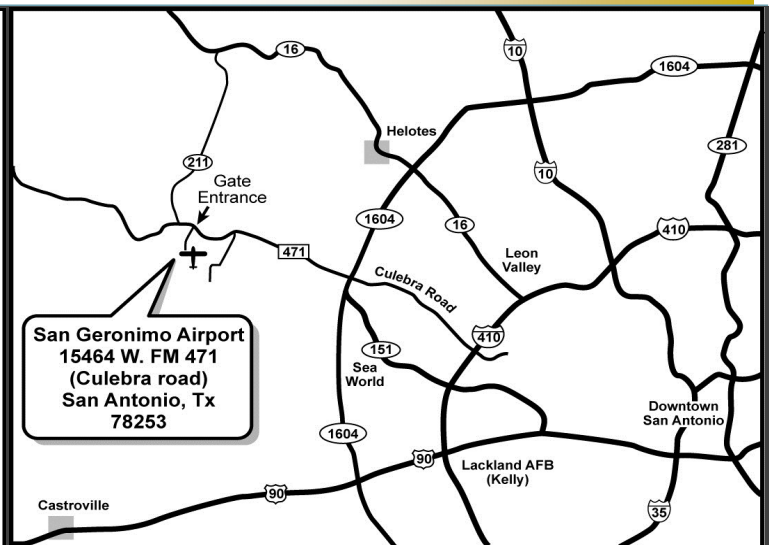 16
10
1604
Helotes
281
211
10
Gate
Entrance
1604
16
410
471
Leon
Valley
Culebra Road
San Geronimo Airport
15464 W. FM 471
(Culebra road)
San Antonio, Tx
78253
410
151
Sea
World
Downtown
San Antonio
1604
90
Lackland AFB
(Kelly)
90
Castroville
35